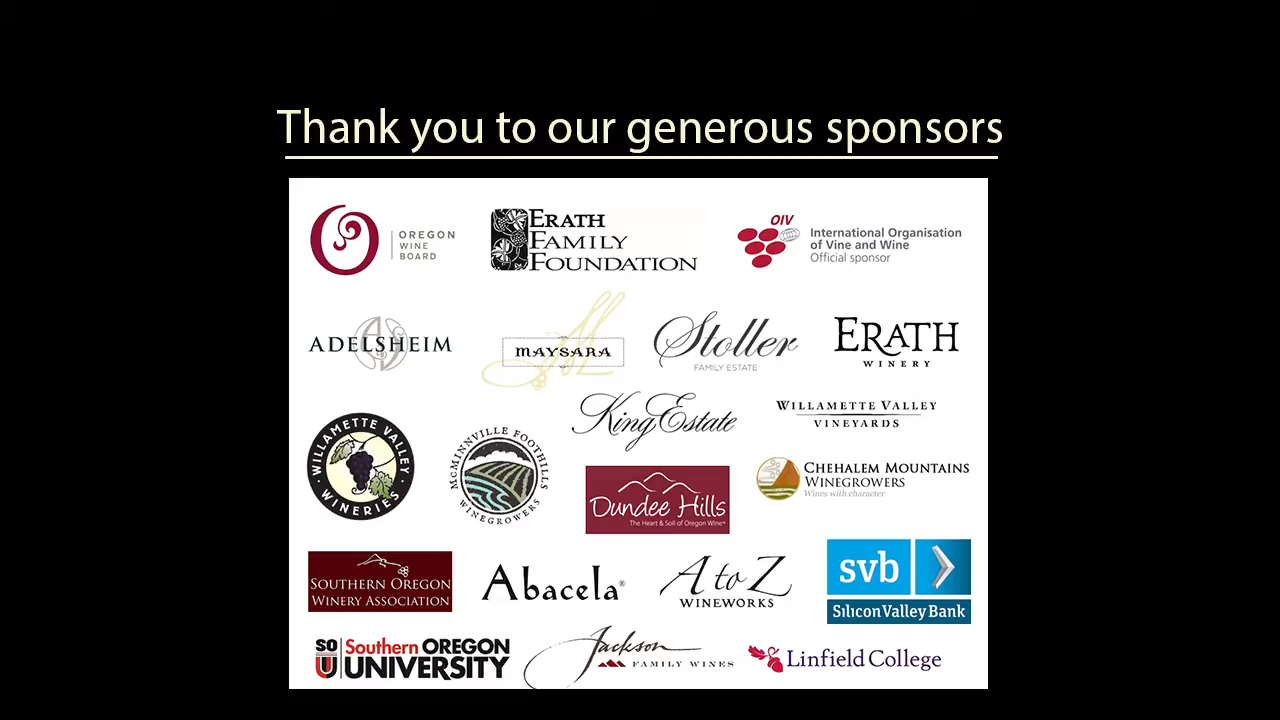 Thank you to our generous sponsors
OREGON
WINE
BOARD
ERATH
FAMILY
FOUNDATION
OIV
International Organisation
of Vine and Wine
Official sponsor
ADELSHEIM
MAYSARA
Stoller
FAMILY ESTATE
ERATH
WINERY
King Estate
WILLAMETTE VALLEY
VINEYARDS
WILLAMETTE VALLEY
· WINERIES ·
MCMINNVILLE FOOTHILLS
WINEGROWERS
Dundee Hills
The Heart & Soil of Oregon Wine™
CHEHALEM MOUNTAINS
WINEGROWERS
Wines with character
SOUTHERN OREGON
WINERY ASSOCIATION
Abacela®
A to Z
WINEWORKS
svb
Silicon Valley Bank
SO
U
Southern OREGON
UNIVERSITY
Jackson
FAMILY WINES
Linfield College